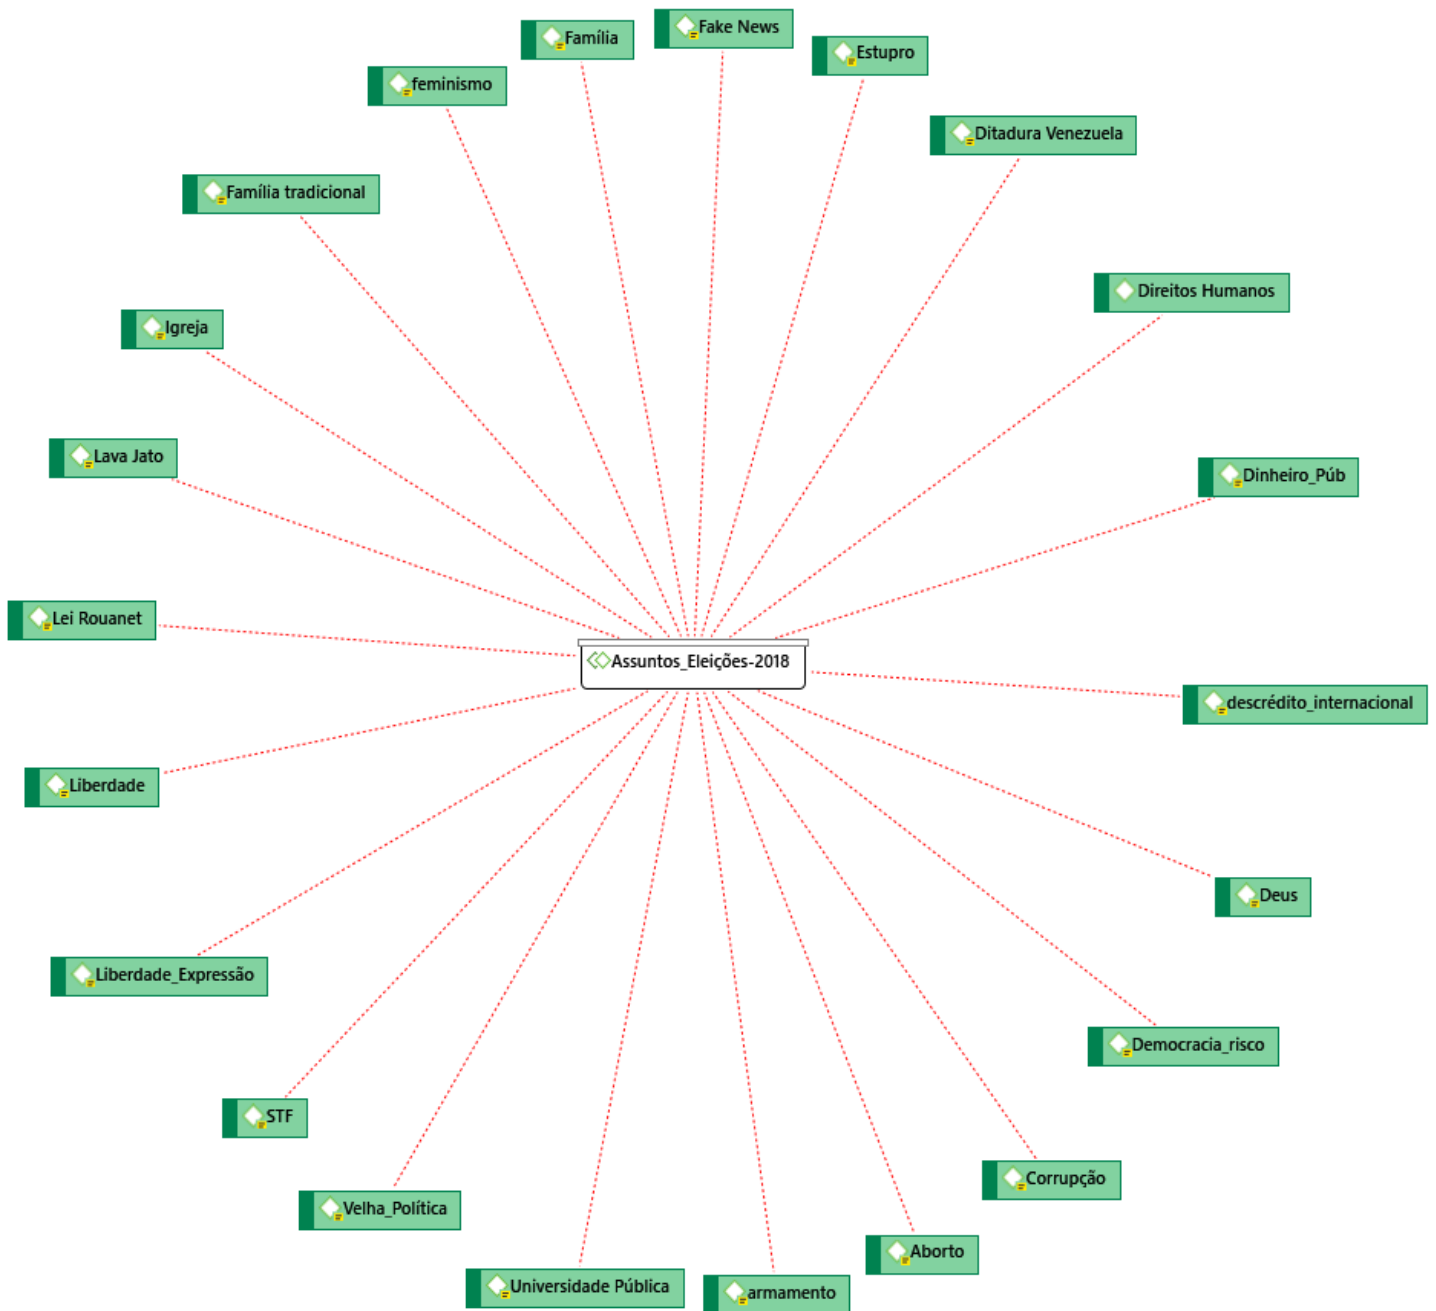 Fake News
Família
Estupro
feminismo
Ditadura Venezuela
Família tradicional
Direitos Humanos
Igreja
Lava Jato
Dinheiro_Púb
Lei Rouanet
Assuntos_Eleições-2018
descrédito_internacional
Liberdade
Deus
Liberdade_Expressão
Democracia_risco
STF
Corrupção
Velha_Política
Aborto
Universidade Pública
armamento